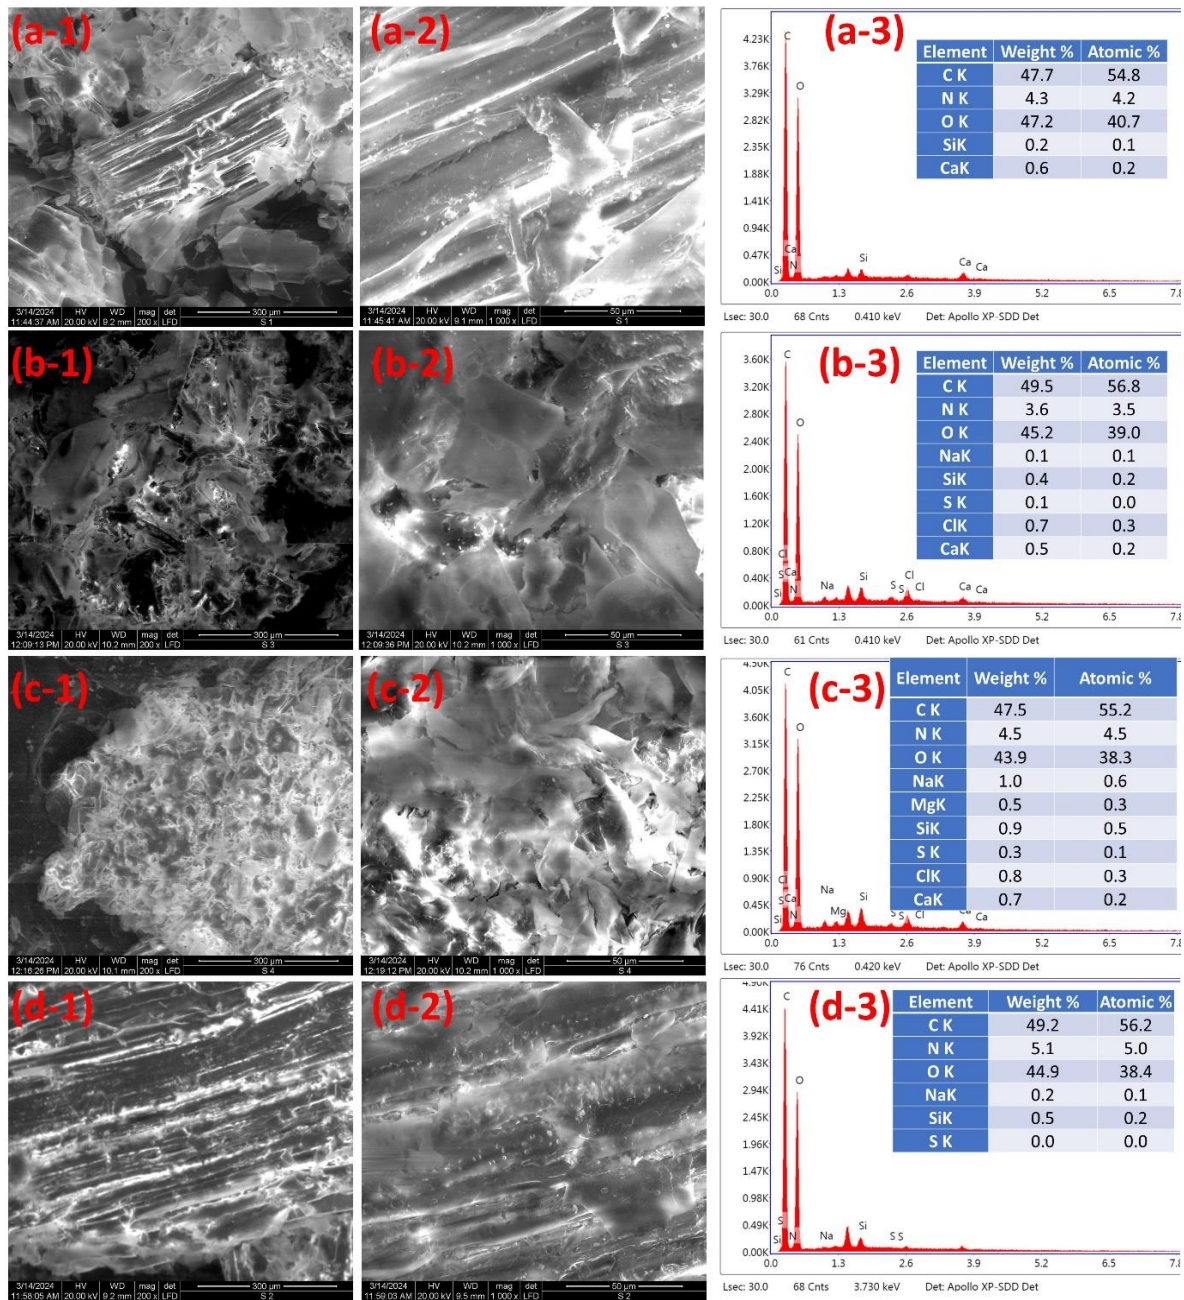 (a-1)
3/14/2024 HV WD mag det 300 µm
11:44:37 AM 20.00 kV 9.2 mm 200 x LFD S 1
(a-2)
3/14/2024 HV WD mag det 50 µm
11:45:41 AM 20.00 kV 9.1 mm 1 000 x LFD S 1
(a-3)
Element Weight % Atomic %
C K 47.7 54.8
N K 4.3 4.2
O K 47.2 40.7
SiK 0.2 0.1
CaK 0.6 0.2
4.23K
3.76K
3.29K
2.82K
2.35K
1.88K
1.41K
0.94K
0.47K
0.00K
C
O
Ca
Si N
Si
Ca Ca
0.0 1.3 2.6 3.9 5.2 6.5 7.8
Lsec: 30.0 68 Cnts 0.410 keV Det: Apollo XP-SDD Det
(b-1)
3/14/2024 HV WD mag det 300 µm
12:09:13 PM 20.00 kV 10.2 mm 200 x LFD S 3
(b-2)
3/14/2024 HV WD mag det 50 µm
12:09:36 PM 20.00 kV 10.2 mm 1 000 x LFD S 3
(b-3)
Element Weight % Atomic %
C K 49.5 56.8
N K 3.6 3.5
O K 45.2 39.0
NaK 0.1 0.1
SiK 0.4 0.2
S K 0.1 0.0
ClK 0.7 0.3
CaK 0.5 0.2
3.60K
3.20K
2.80K
2.40K
2.00K
1.60K
1.20K
0.80K
0.40K
0.00K
C
O
Cl
S Ca
Si N
Na Si S S Cl Cl Ca Ca
0.0 1.3 2.6 3.9 5.2 6.5 7.8
Lsec: 30.0 61 Cnts 0.410 keV Det: Apollo XP-SDD Det
(c-1)
3/14/2024 HV WD mag det 300 µm
12:16:26 PM 20.00 kV 10.1 mm 200 x LFD S 4
(c-2)
3/14/2024 HV WD mag det 50 µm
12:19:12 PM 20.00 kV 10.2 mm 1 000 x LFD S 4
(c-3)
Element Weight % Atomic %
C K 47.5 55.2
N K 4.5 4.5
O K 43.9 38.3
NaK 1.0 0.6
MgK 0.5 0.3
SiK 0.9 0.5
S K 0.3 0.1
ClK 0.8 0.3
CaK 0.7 0.2
4.50K
4.05K
3.60K
3.15K
2.70K
2.25K
1.80K
1.35K
0.90K
0.45K
0.00K
C
O
Cl
S Ca
Si N
Na Mg Si S S Cl Ca Ca
0.0 1.3 2.6 3.9 5.2 6.5 7.8
Lsec: 30.0 76 Cnts 0.420 keV Det: Apollo XP-SDD Det
(d-1)
3/14/2024 HV WD mag det 300 µm
11:58:05 AM 20.00 kV 9.2 mm 200 x LFD S 2
(d-2)
3/14/2024 HV WD mag det 50 µm
11:59:03 AM 20.00 kV 9.5 mm 1 000 x LFD S 2
(d-3)
Element Weight % Atomic %
C K 49.2 56.2
N K 5.1 5.0
O K 44.9 38.4
NaK 0.2 0.1
SiK 0.5 0.2
S K 0.0 0.0
4.90K
4.41K
3.92K
3.43K
2.94K
2.45K
1.96K
1.47K
0.98K
0.49K
0.00K
C
O
S
Si N
Na Si S S
0.0 1.3 2.6 3.9 5.2 6.5 7.8
Lsec: 30.0 68 Cnts 3.730 keV Det: Apollo XP-SDD Det